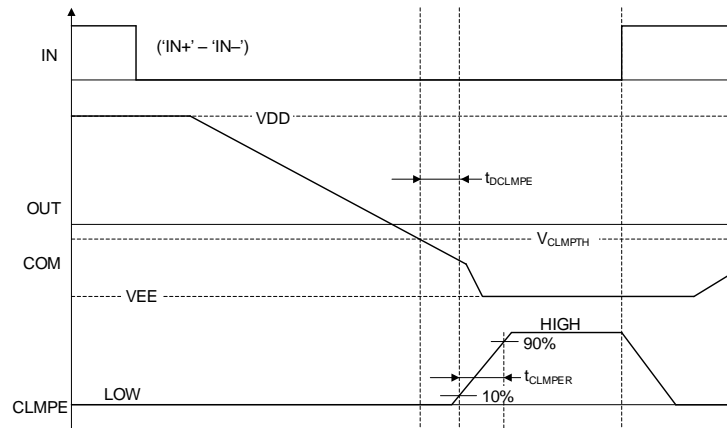 IN
('IN+' – 'IN–')
VDD
tDCLMPE
OUT
VCLMPTH
COM
VEE
HIGH
90%
tCLMPER
LOW
10%
CLMPE